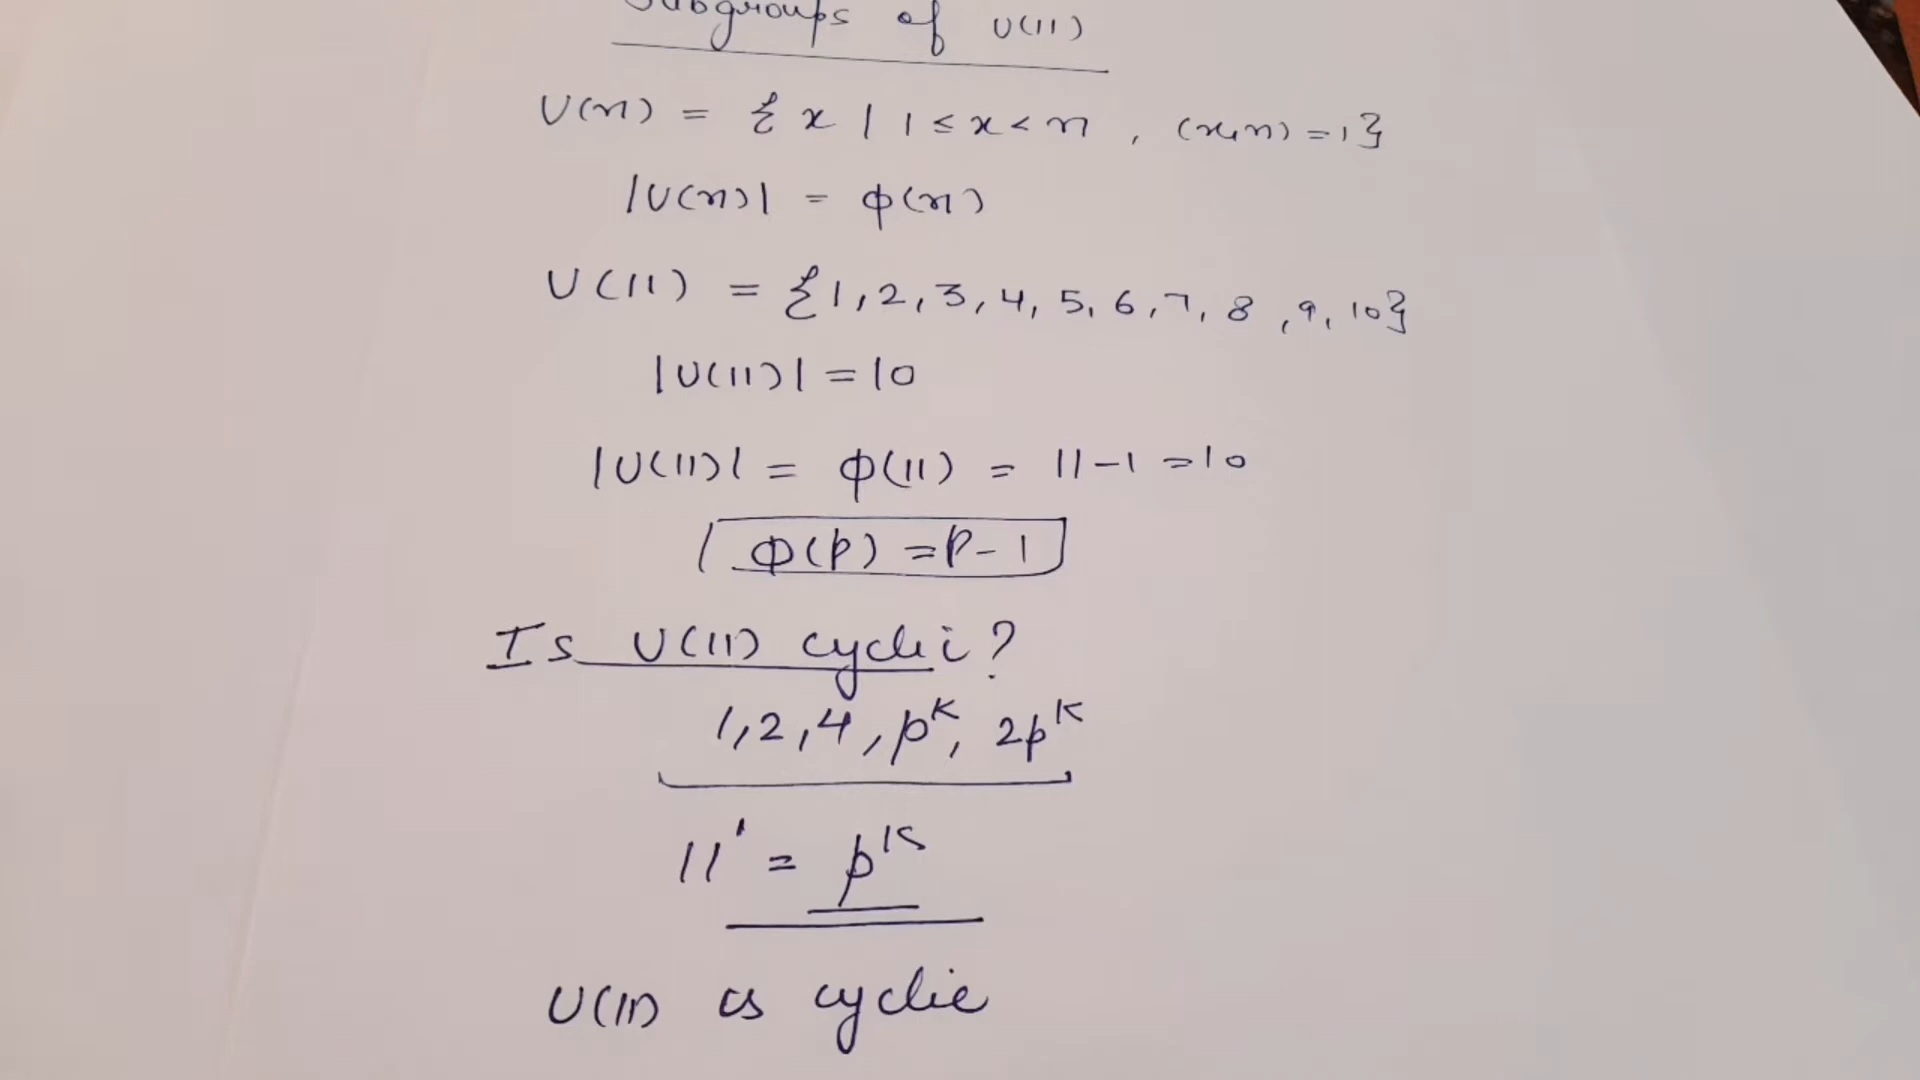 Subgroups of U(11)
U(n) = { x | 1 ≤ x < n , (x,n) = 1}
|U(n)| = ϕ(n)
U(11) = {1,2,3,4,5,6,7,8,9,10}
|U(11)| = 10
|U(11)| = ϕ(11) = 11-1 = 10
| ϕ(p) = p-1
Is U(11) cyclic?
1,2,4,p^k, 2p^k
11^1 = p^k
U(11) is cyclic